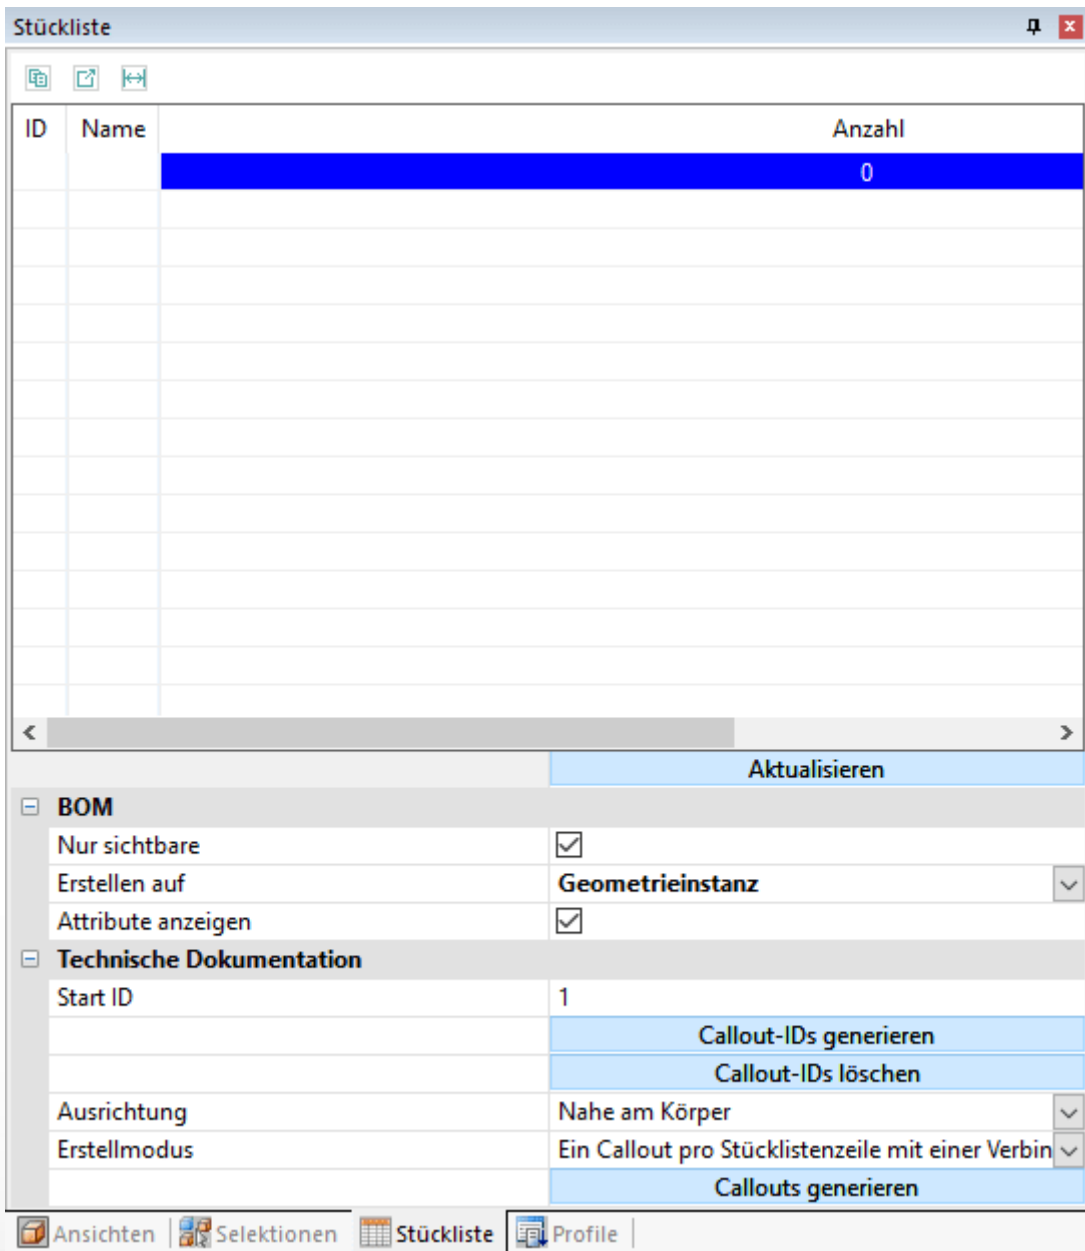 Stückliste
ID Name Anzahl
0
Aktualisieren
BOM
Nur sichtbare
Erstellen auf Geometrieinstanz
Attribute anzeigen
Technische Dokumentation
Start ID 1
Callout-IDs generieren
Callout-IDs löschen
Ausrichtung Nahe am Körper
Erstellmodus Ein Callout pro Stücklistenzeile mit einer Verbin
Callouts generieren
Ansichten Selektionen Stückliste Profile